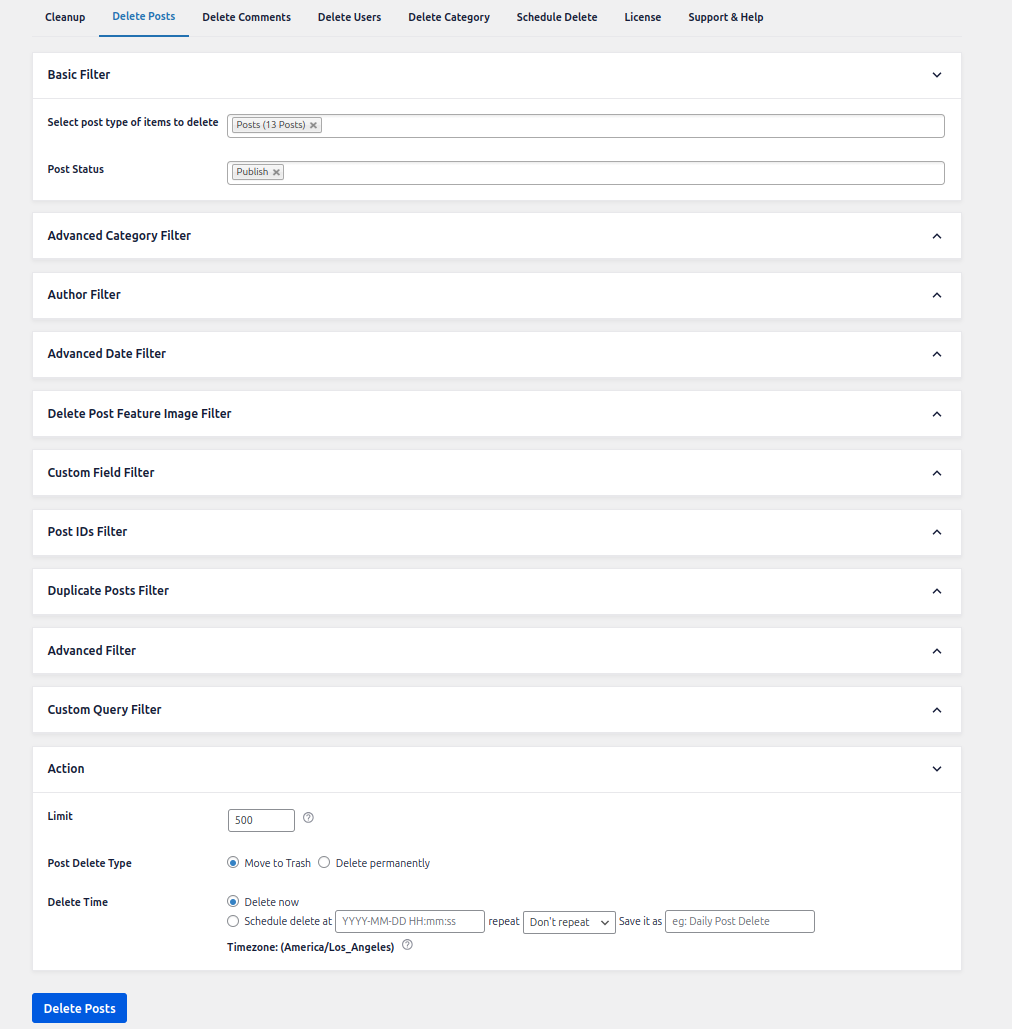 Cleanup Delete Posts Delete Comments Delete Users Delete Category Schedule Delete License Support & Help
Basic Filter
Select post type of items to delete Posts (13 Posts) ×
Post Status Publish ×
Advanced Category Filter
Author Filter
Advanced Date Filter
Delete Post Feature Image Filter
Custom Field Filter
Post IDs Filter
Duplicate Posts Filter
Advanced Filter
Custom Query Filter
Action
Limit 500 ?
Post Delete Type Move to Trash Delete permanently
Delete Time Delete now
Schedule delete at YYYY-MM-DD HH:mm:ss repeat Don't repeat Save it as eg: Daily Post Delete
Timezone: (America/Los_Angeles) ?
Delete Posts